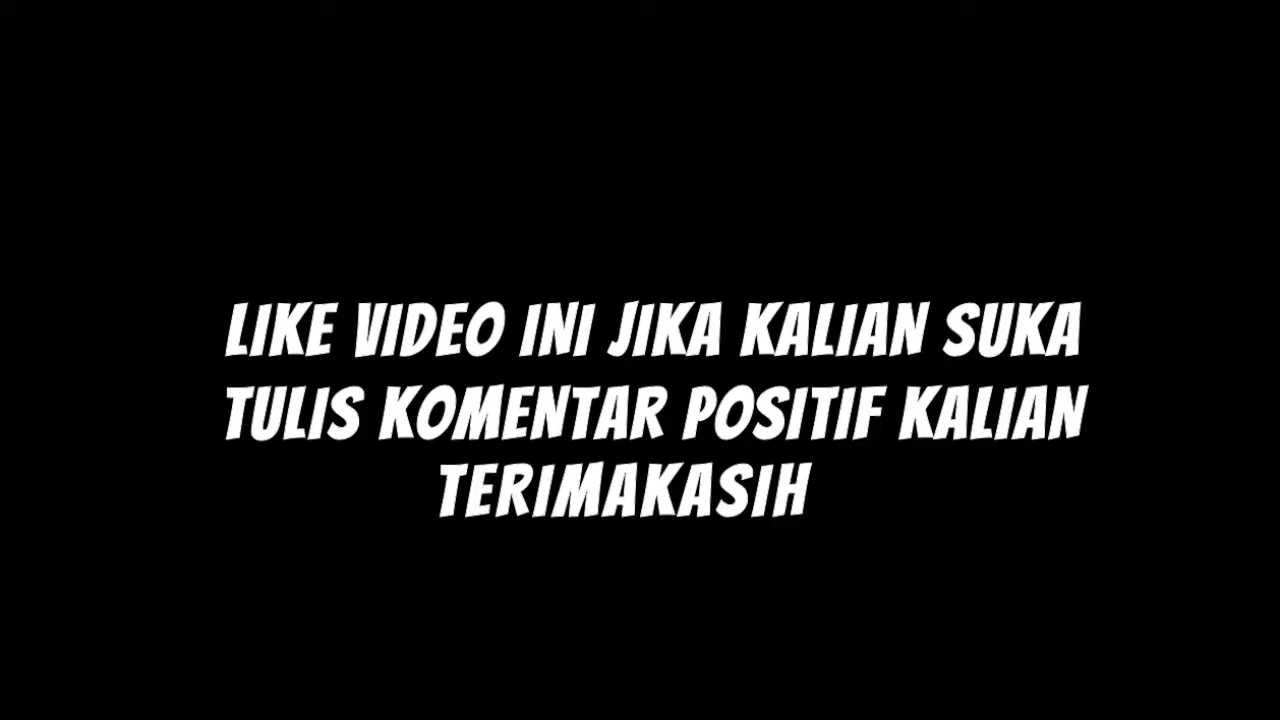 LIKE VIDEO INI JIKA KALIAN SUKA
TULIS KOMENTAR POSITIF KALIAN
TERIMAKASIH